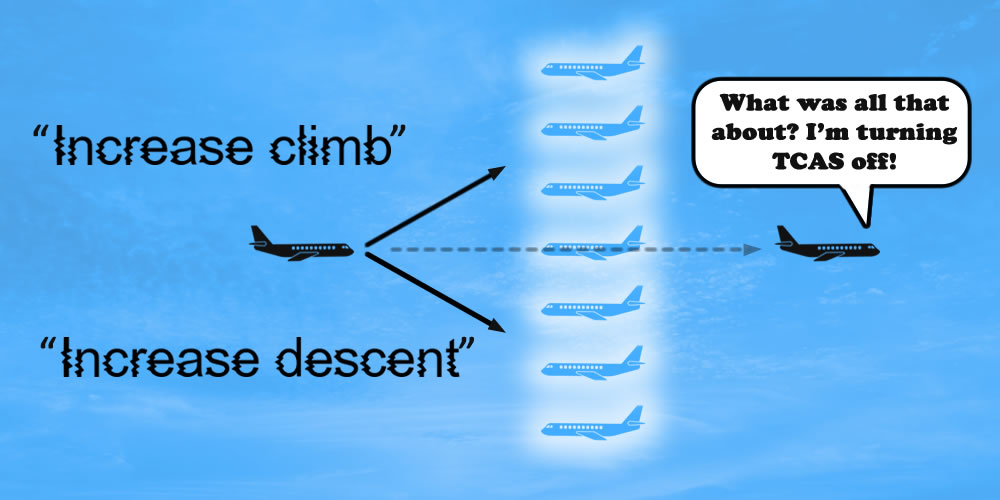 “Increase climb”
What was all that
about? I’m turning
TCAS off!
“Increase descent”